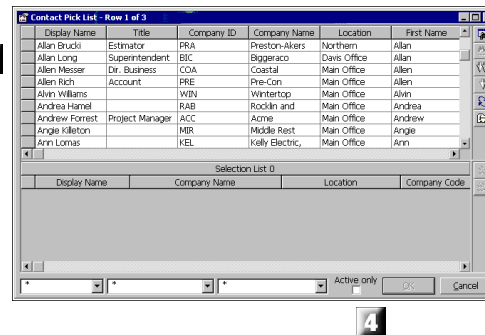 Contact Pick List - Row 1 of 3
Display Name Title Company ID Company Name Location First Name
Allan Brucki Estimator PRA Preston-Akers Northern Allan
Allan Long Superintendent BIC Biggeraco Davis Office Allen
Allen Messer Dir. Business COA Coastal Main Office Allen
Allen Rich Account PRE Pre-Con Main Office Allen
Alvin Williams WIN Wintertop Main Office Alvin
Andrea Hamel RAB Rocklin and Main Office Andrea
Andrew Forrest Project Manager ACC Acme Main Office Andrew
Angie Killeton MIR Middle Rest Main Office Angie
Ann Lomas KEL Kelly Electric, Main Office Ann
Selection List 0
Display Name Company Name Location Company Code
* * * Active only OK Cancel
4